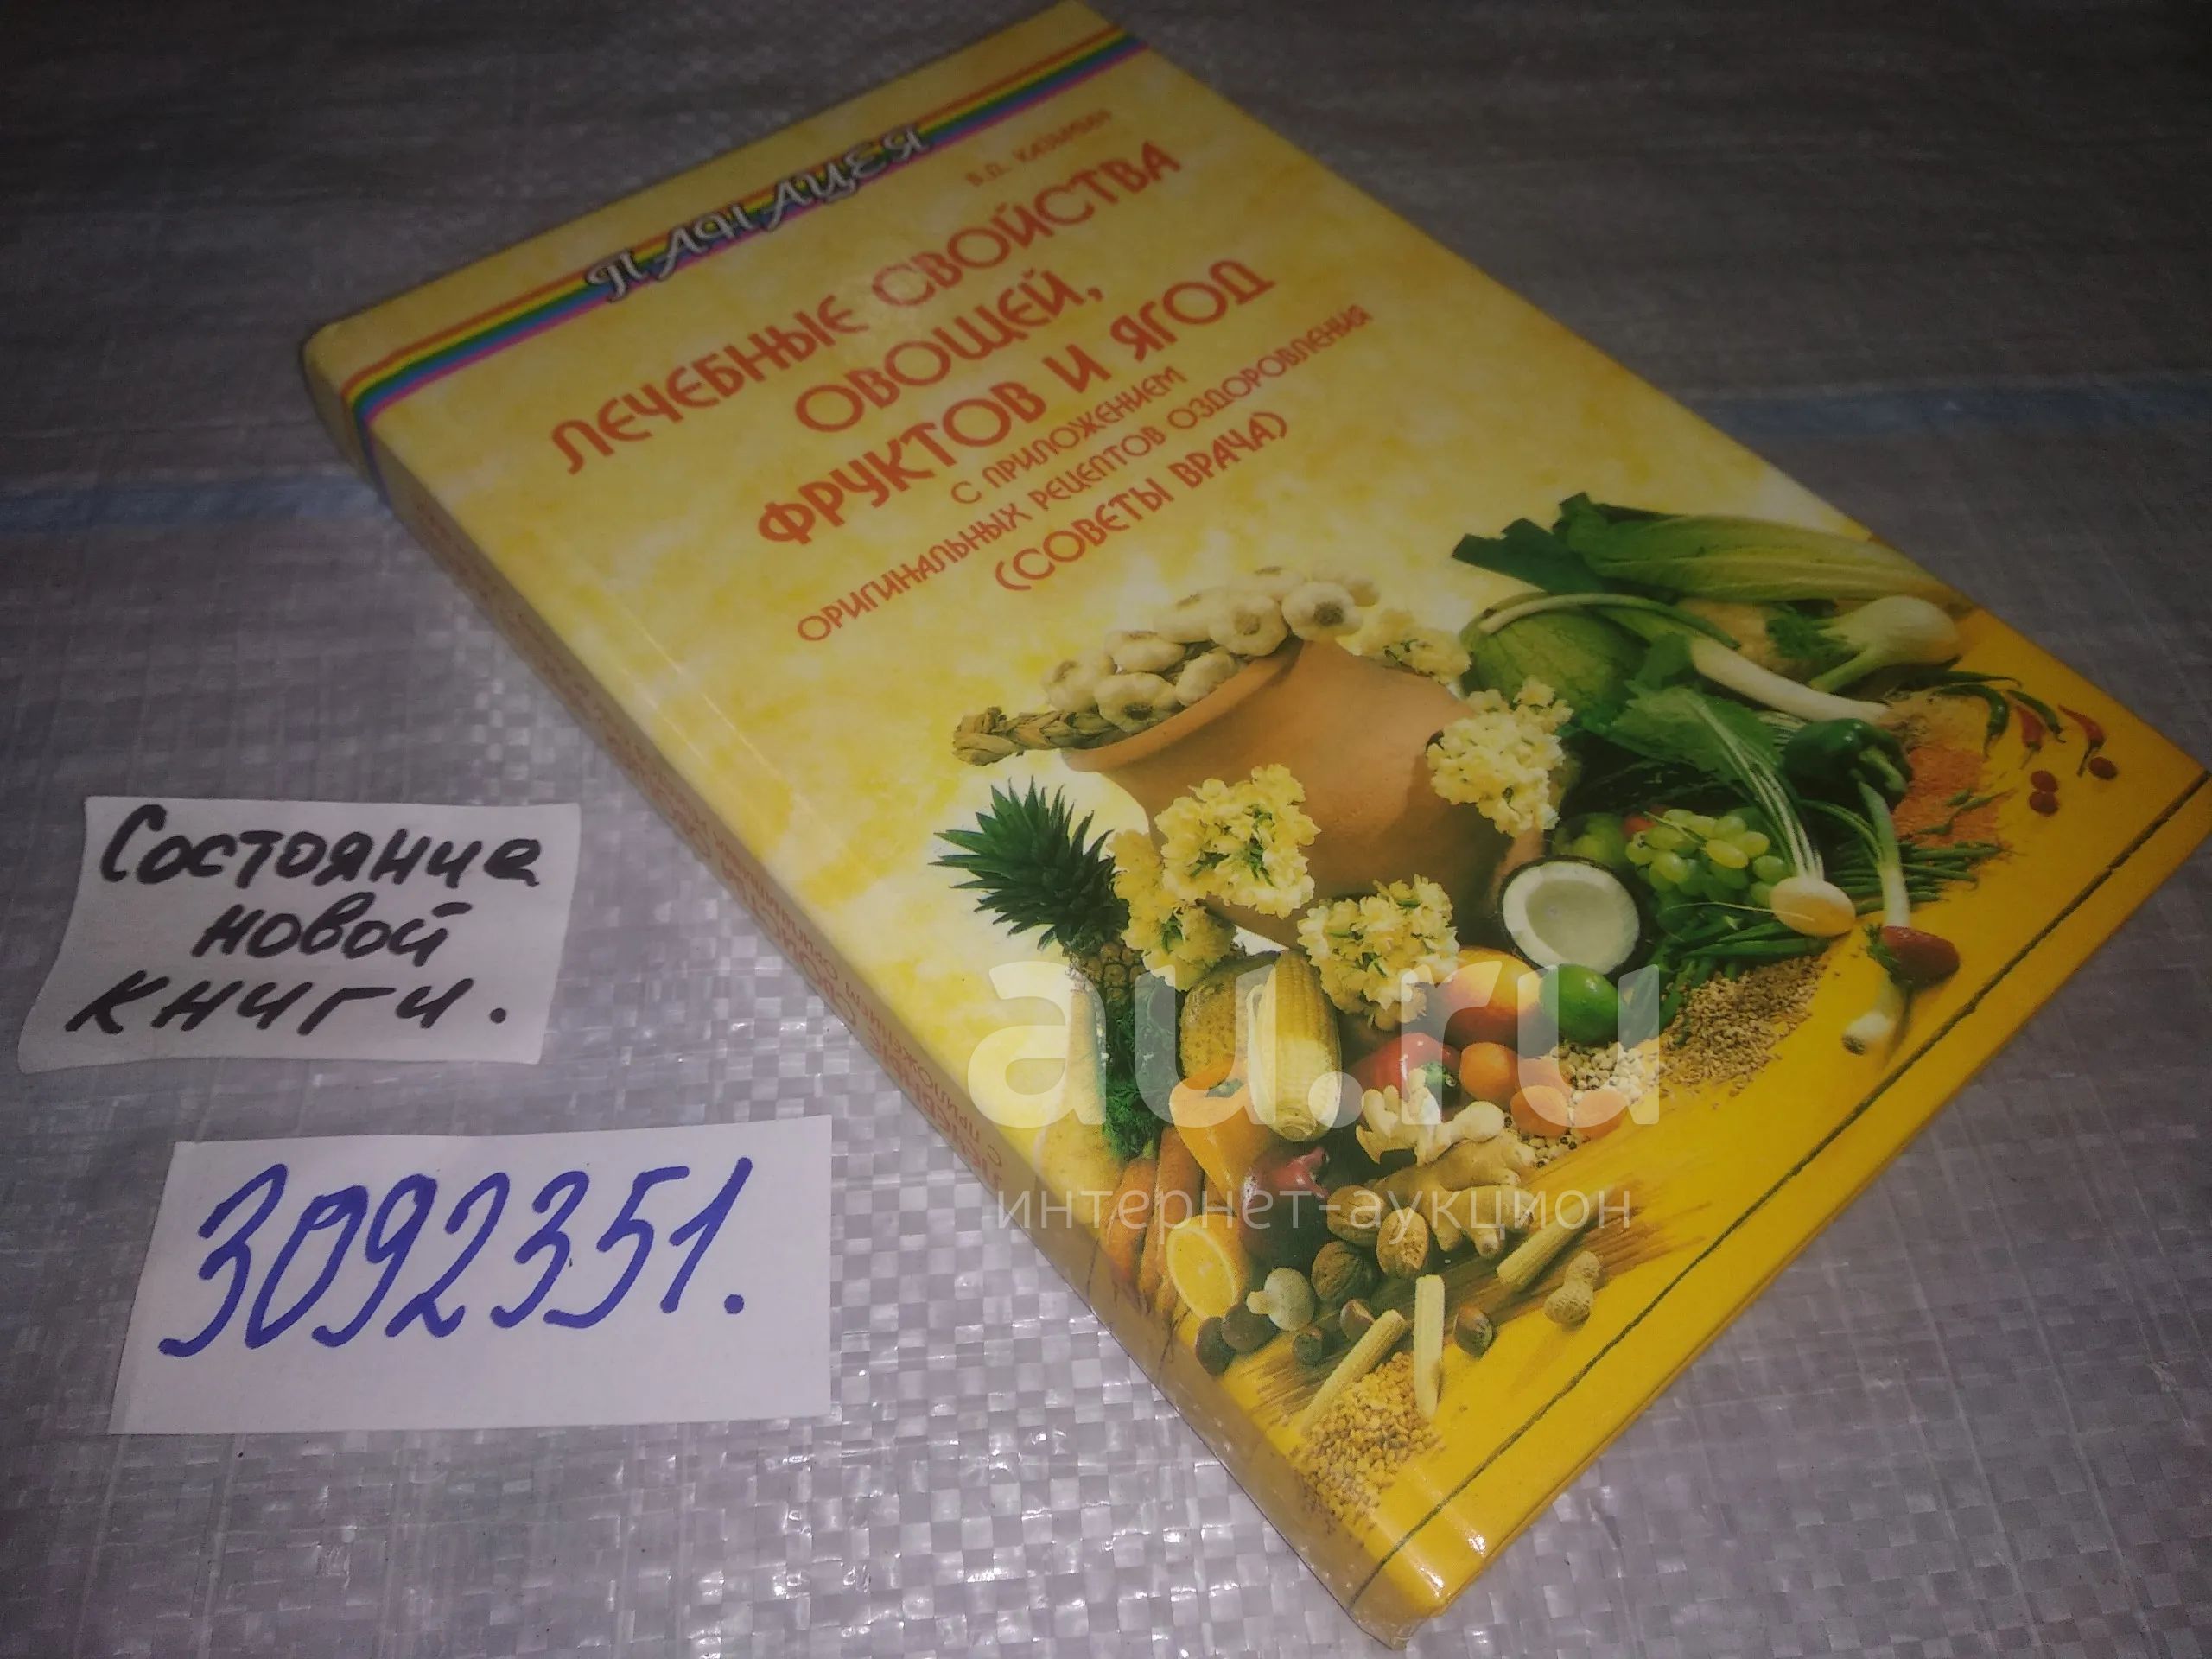 ПАНАЦЕЯ
ЛЕЧЕБНЫЕ СВОЙСТВА
ОВОЩЕЙ,
ФРУКТОВ И ЯГОД
С ПРИЛОЖЕНИЕМ
ОРИГИНАЛЬНЫХ РЕЦЕПТОВ ОЗДОРОВЛЕНИЯ
(СОВЕТЫ ВРАЧА)
Состояние
новой
книги.
3092351.
au.ru
интернет-аукцион